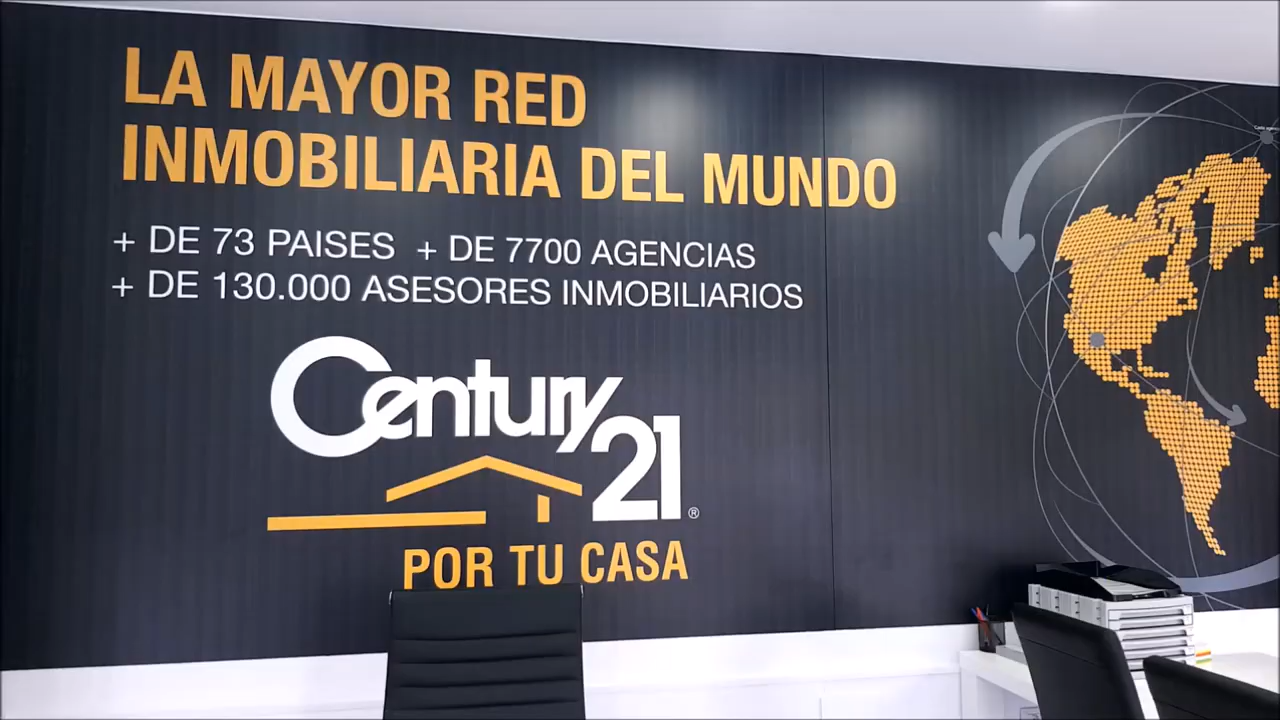 LA MAYOR RED
INMOBILIARIA DEL MUNDO
+ DE 73 PAISES + DE 7700 AGENCIAS
+ DE 130.000 ASESORES INMOBILIARIOS
Century
21®
POR TU CASA